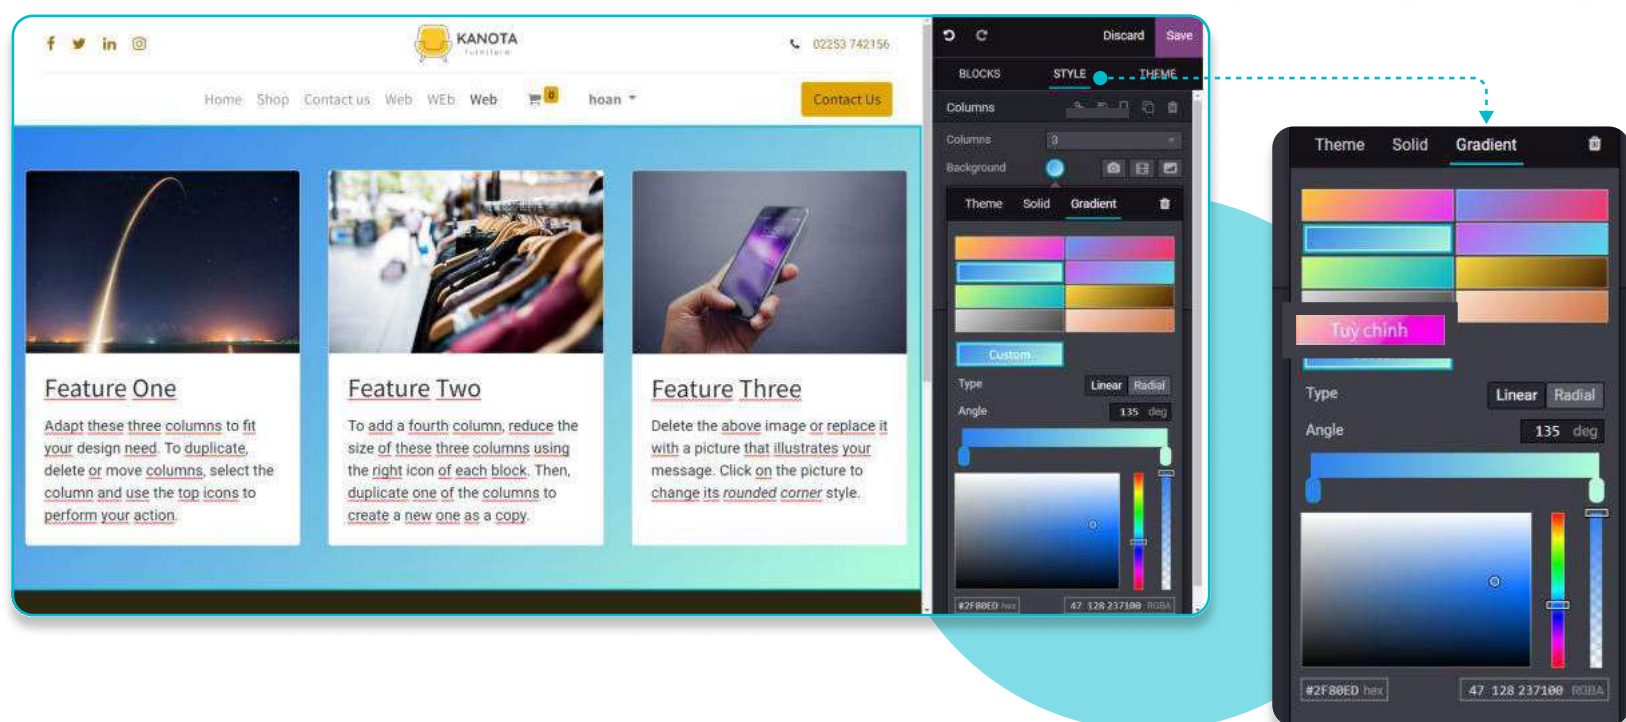 KANOTA
furniture
02253 742156
Home Shop Contact us Web WEb Web 0 hoan
Contact Us
Feature One
Adapt these three columns to fit
your design need. To duplicate,
delete or move columns, select the
column and use the top icons to
perform your action.
Feature Two
To add a fourth column, reduce the
size of these three columns using
the right icon of each block. Then,
duplicate one of the columns to
create a new one as a copy.
Feature Three
Delete the above image or replace it
with a picture that illustrates your
message. Click on the picture to
change its rounded corner style.
Discard Save
BLOCKS STYLE THEME
Columns
Columns 3
Background
Theme Solid Gradient
Custom
Type Linear Radial
Angle 135 deg
#2F80ED hex 47 128 237100 RGBA
Theme Solid Gradient
Tuỳ chỉnh
Type Linear Radial
Angle 135 deg
#2F80ED hex 47 128 237100 RGBA